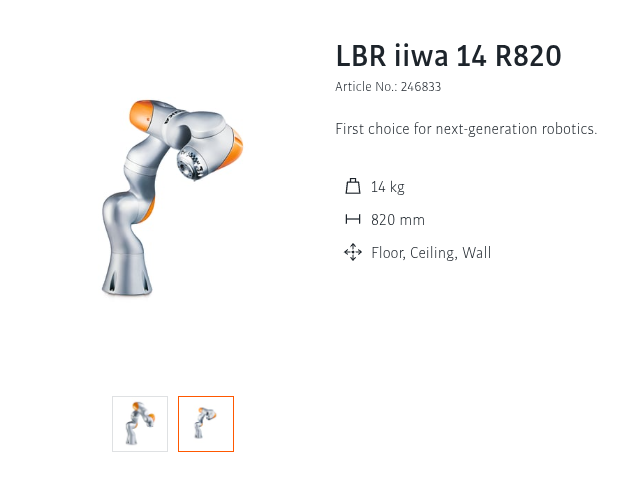 LBR iiwa 14 R820
Article No.: 246833
First choice for next-generation robotics.
14 kg
820 mm
Floor, Ceiling, Wall